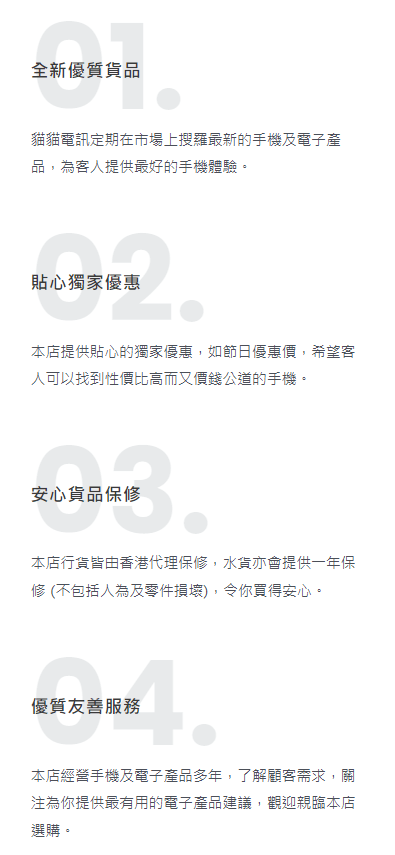 01.
全新優質貨品
貓貓電訊定期在市場上搜羅最新的手機及電子產
品，為客人提供最好的手機體驗。
02.
貼心獨家優惠
本店提供貼心的獨家優惠，如節日優惠價，希望客
人可以找到性價比高而又價錢公道的手機。
03.
安心貨品保修
本店行貨皆由香港代理保修，水貨亦會提供一年保
修 (不包括人為及零件損壞)，令你買得安心。
04.
優質友善服務
本店經營手機及電子產品多年，了解顧客需求，關
注為你提供最有用的電子產品建議，觀迎親臨本店
選購。